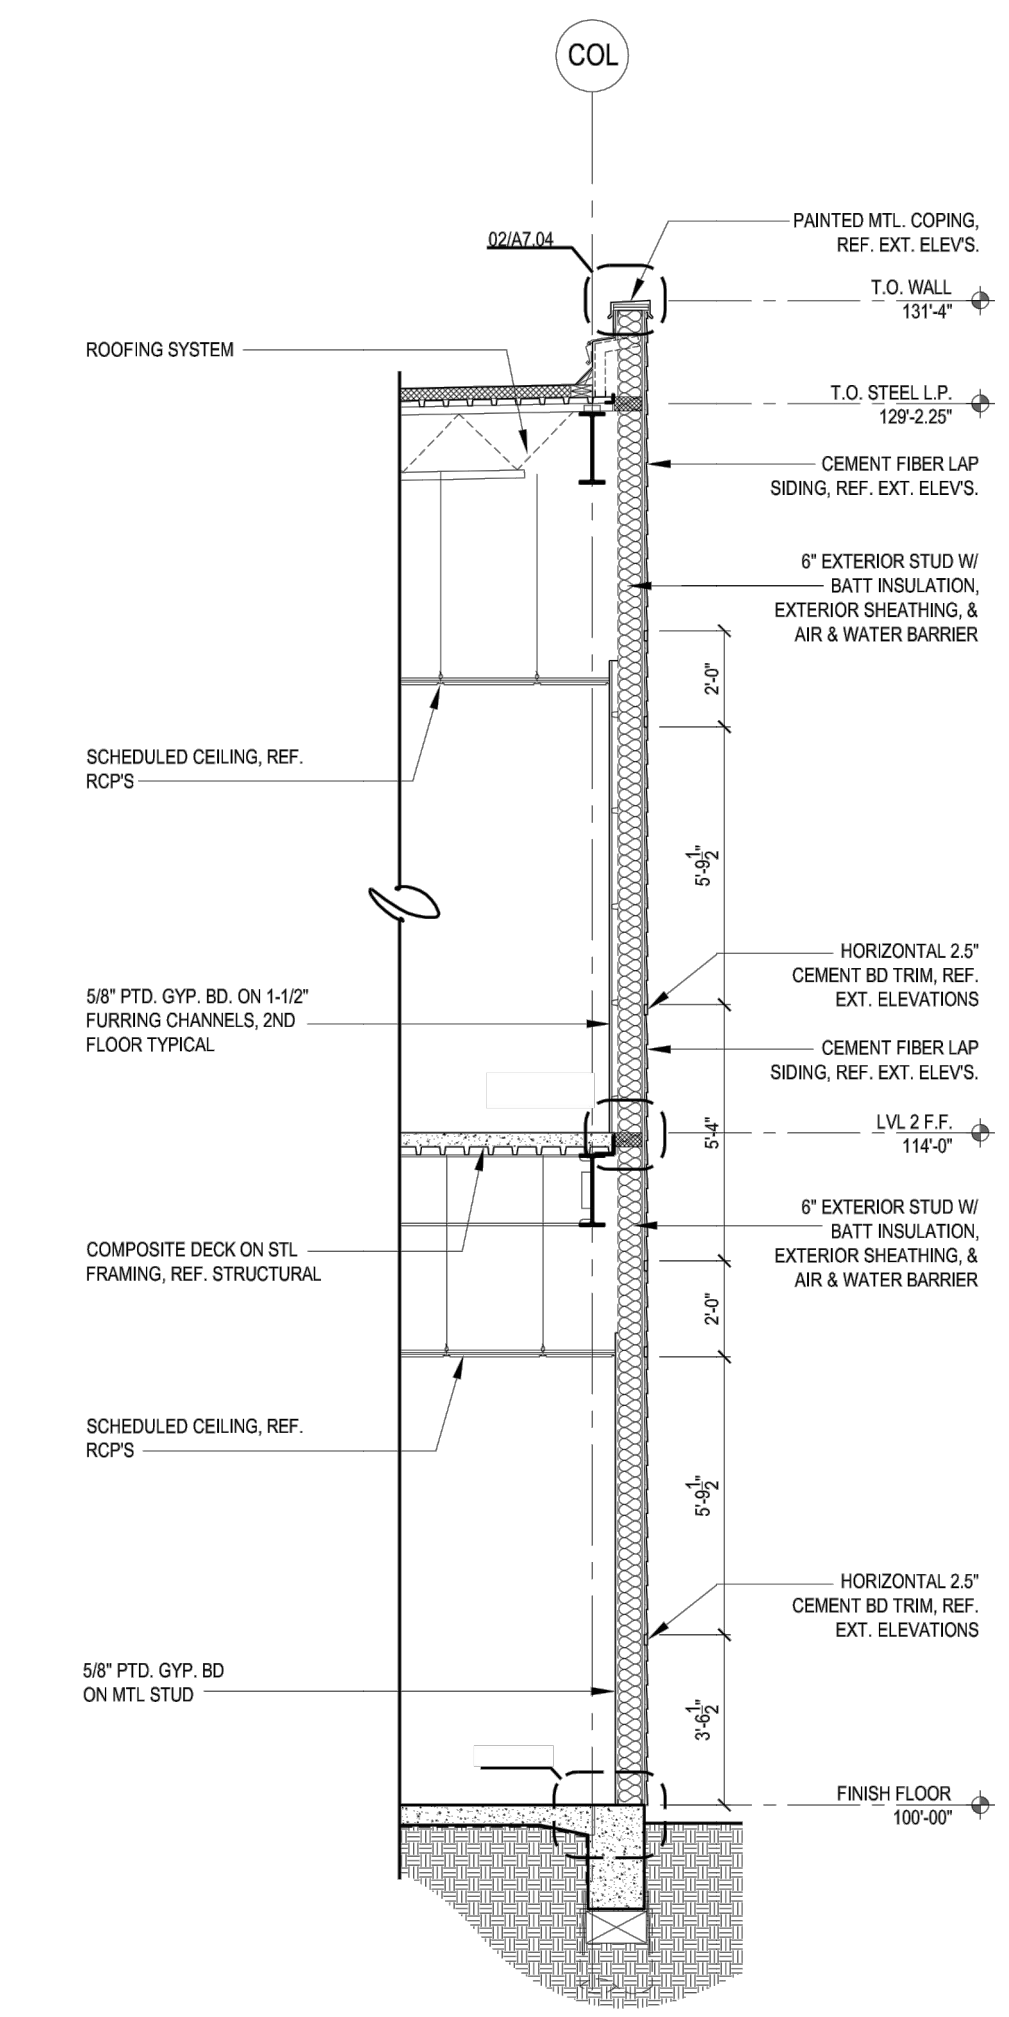 COL
PAINTED MTL. COPING,
REF. EXT. ELEV'S.
02/A7.04
T.O. WALL
131'-4"
ROOFING SYSTEM
T.O. STEEL L.P.
129'-2.25"
CEMENT FIBER LAP
SIDING, REF. EXT. ELEV'S.
6" EXTERIOR STUD W/
BATT INSULATION,
EXTERIOR SHEATHING, &
AIR & WATER BARRIER
2'-0"
SCHEDULED CEILING, REF.
RCP'S
5'-9 1/2"
HORIZONTAL 2.5"
CEMENT BD TRIM, REF.
EXT. ELEVATIONS
5/8" PTD. GYP. BD. ON 1-1/2"
FURRING CHANNELS, 2ND
FLOOR TYPICAL
CEMENT FIBER LAP
SIDING, REF. EXT. ELEV'S.
LVL 2 F.F.
114'-0"
5'-4"
6" EXTERIOR STUD W/
BATT INSULATION,
EXTERIOR SHEATHING, &
AIR & WATER BARRIER
COMPOSITE DECK ON STL
FRAMING, REF. STRUCTURAL
2'-0"
SCHEDULED CEILING, REF.
RCP'S
5'-9 1/2"
HORIZONTAL 2.5"
CEMENT BD TRIM, REF.
EXT. ELEVATIONS
5/8" PTD. GYP. BD
ON MTL STUD
3'-6 1/2"
FINISH FLOOR
100'-00"